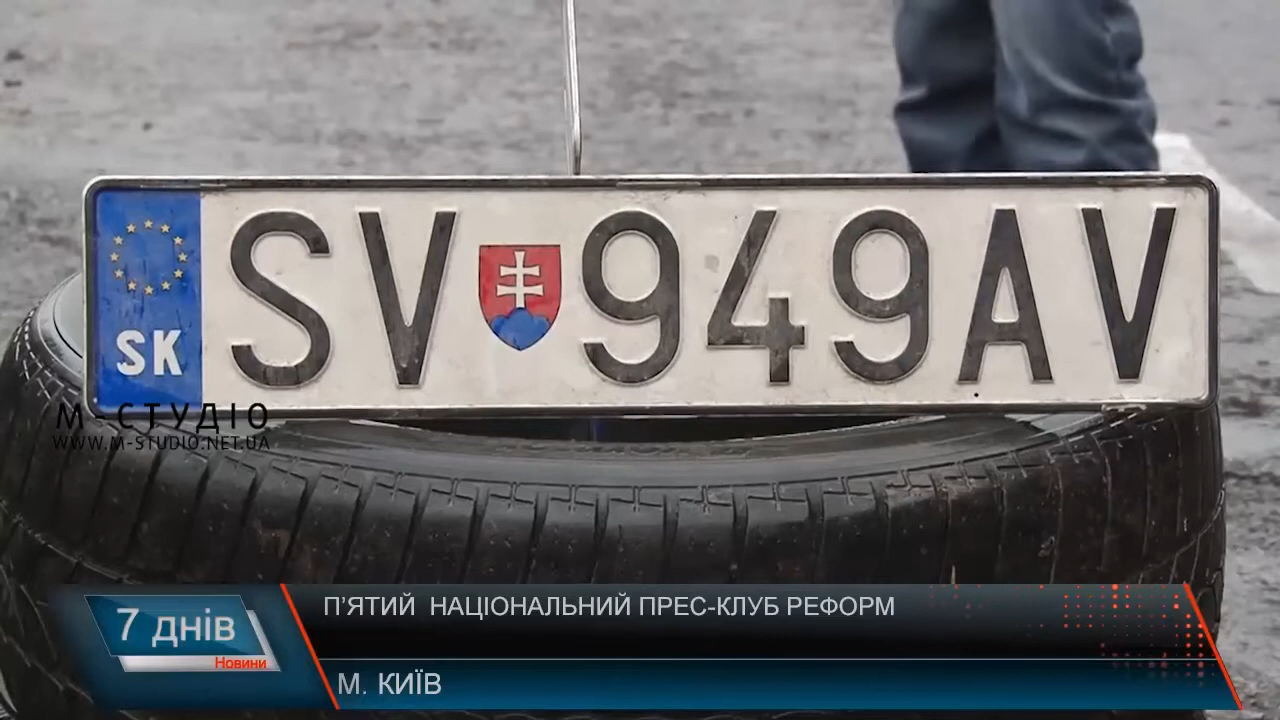 SV 949AV
SK
М-СТУДІО
WWW.M-STUDIO.NET.UA
7 днів
Новини
П’ЯТИЙ НАЦІОНАЛЬНИЙ ПРЕС-КЛУБ РЕФОРМ
М. КИЇВ